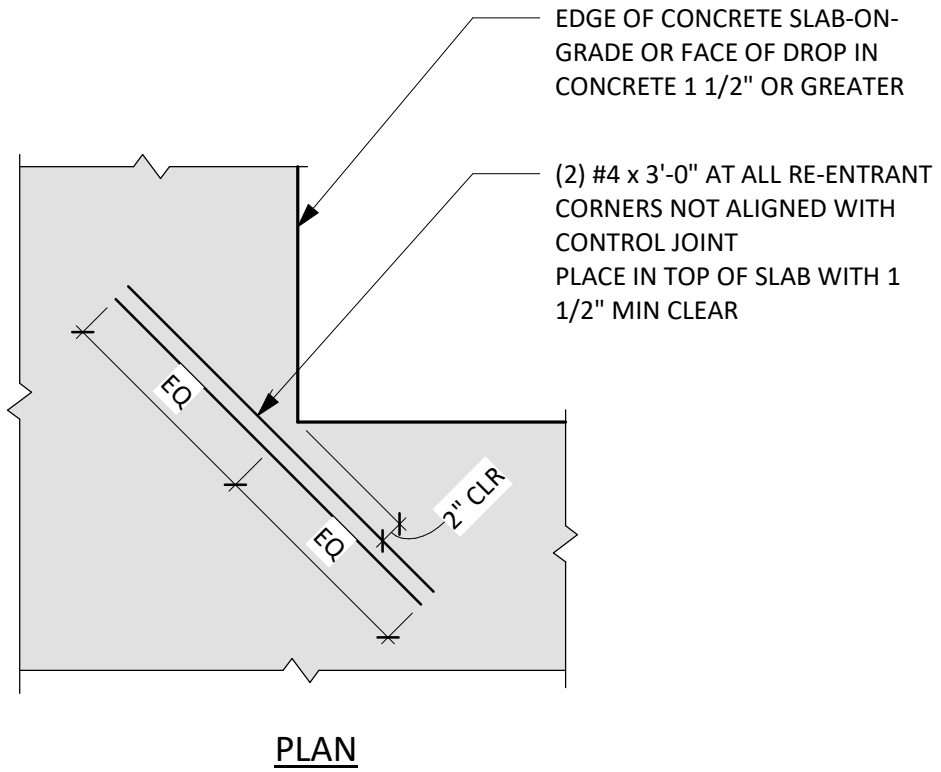 EDGE OF CONCRETE SLAB-ON-
GRADE OR FACE OF DROP IN
CONCRETE 1 1/2" OR GREATER
(2) #4 x 3'-0" AT ALL RE-ENTRANT
CORNERS NOT ALIGNED WITH
CONTROL JOINT
PLACE IN TOP OF SLAB WITH 1
1/2" MIN CLEAR
EQ
EQ
2" CLR
PLAN